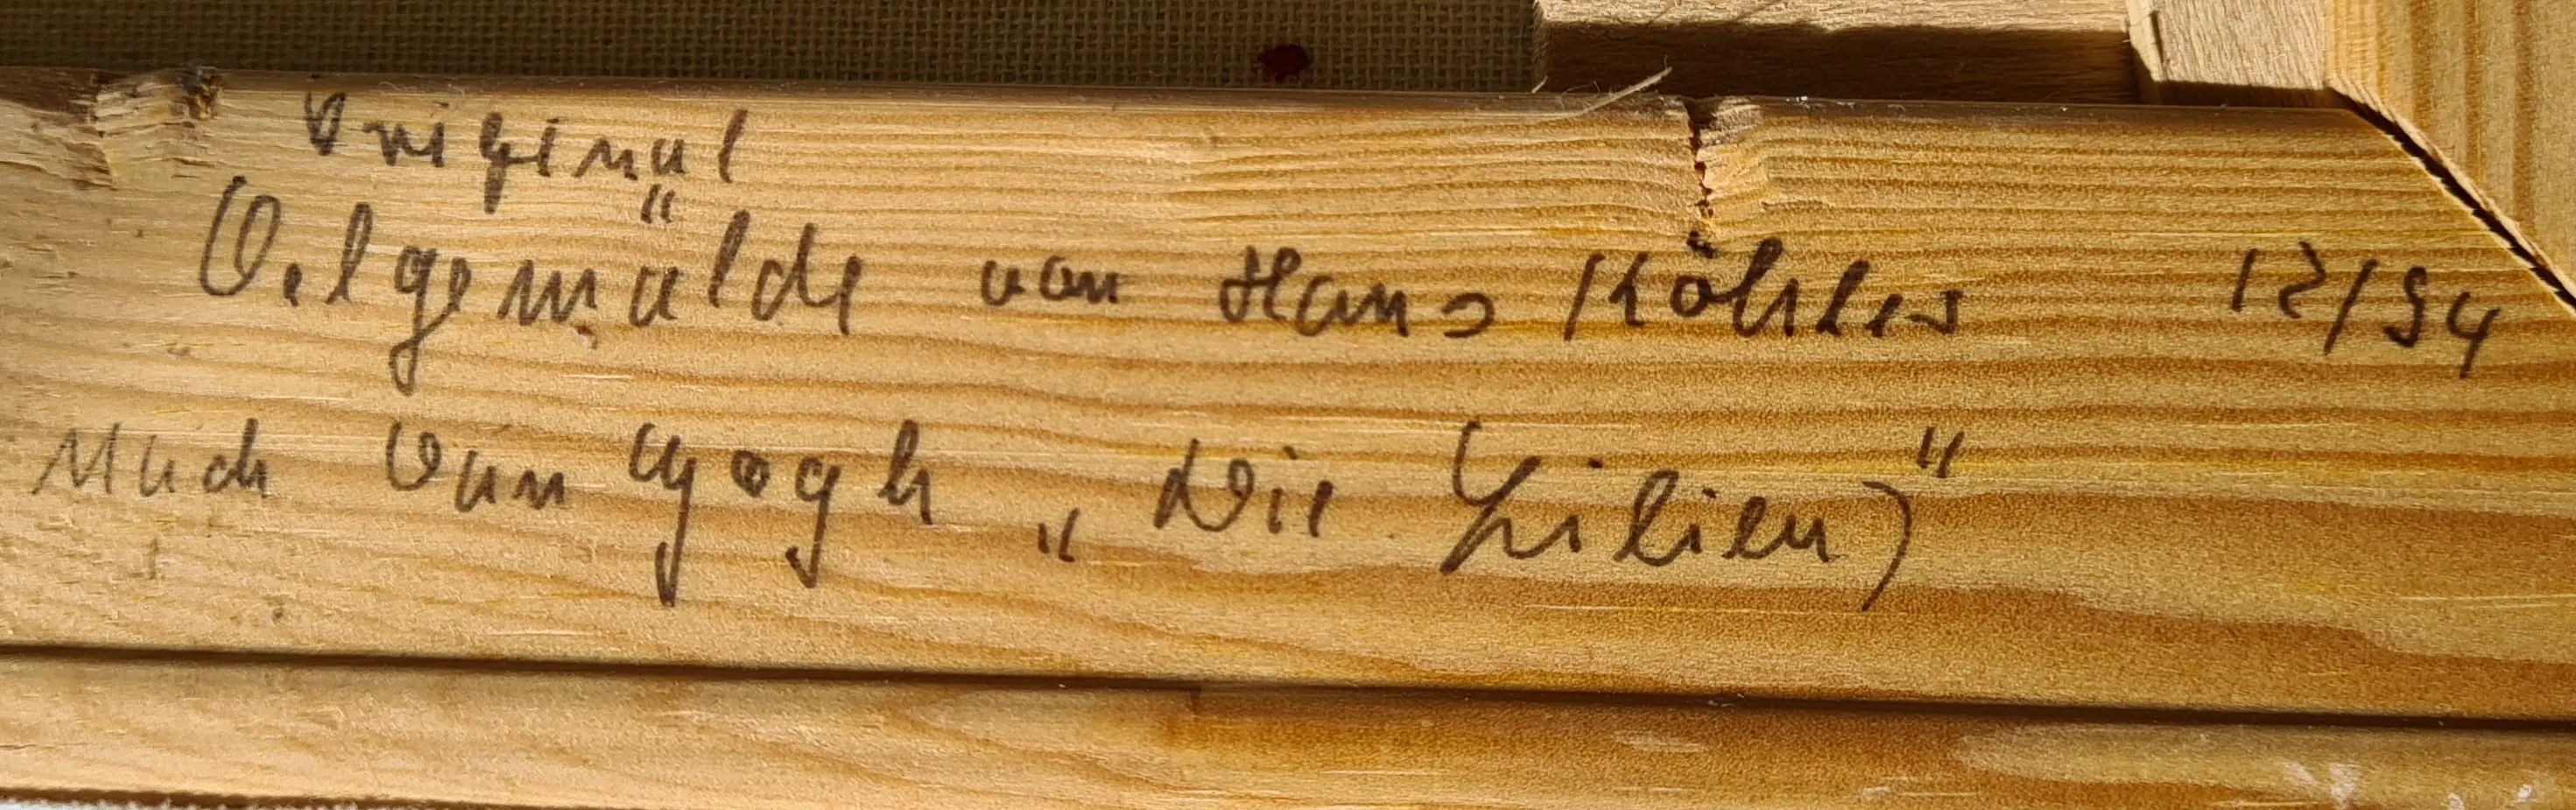 Original
Oelgemälde von Hans Köhler 12/94
Nach Van Gogh „Die Lilien)"